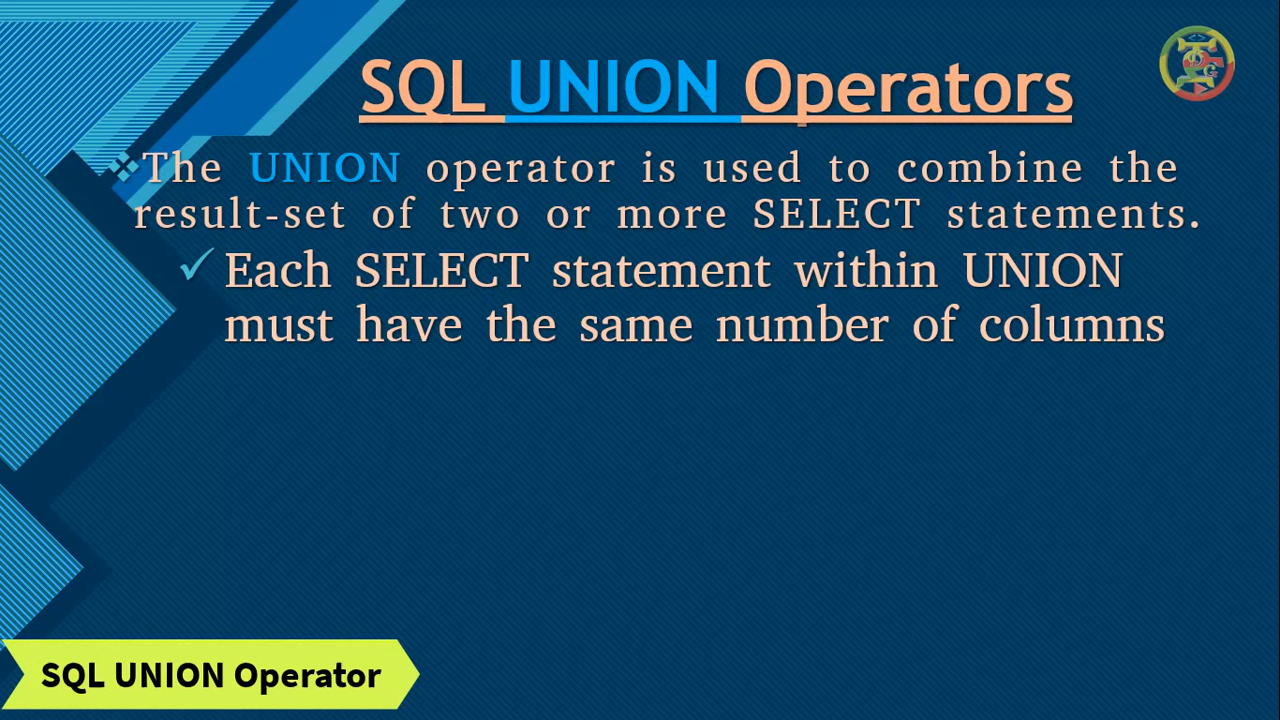 SQL UNION Operators
The UNION operator is used to combine the
result-set of two or more SELECT statements.
Each SELECT statement within UNION
must have the same number of columns
SQL UNION Operator